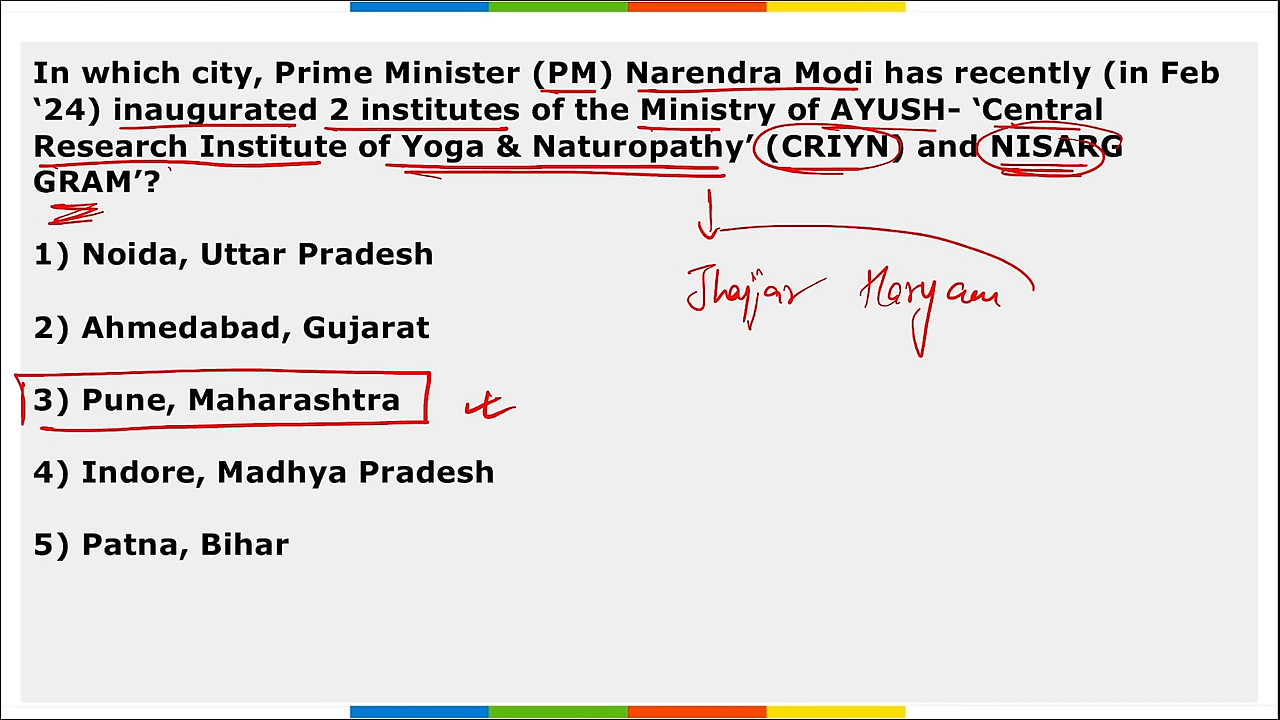 In which city, Prime Minister (PM) Narendra Modi has recently (in Feb
‘24) inaugurated 2 institutes of the Ministry of AYUSH- ‘Central
Research Institute of Yoga & Naturopathy’ (CRIYN) and NISARG
GRAM’?
1) Noida, Uttar Pradesh
Jhajjar Haryana
2) Ahmedabad, Gujarat
3) Pune, Maharashtra
4) Indore, Madhya Pradesh
5) Patna, Bihar